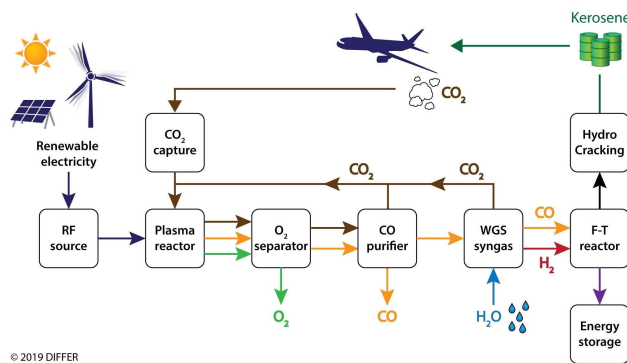 Kerosene
CO₂
Renewable
electricity
CO₂
capture
Hydro
Cracking
CO₂
CO₂
RF
source
Plasma
reactor
O₂
separator
CO
purifier
WGS
syngas
CO
H₂
F-T
reactor
O₂
CO
H₂O
Energy
storage
© 2019 DIFFER